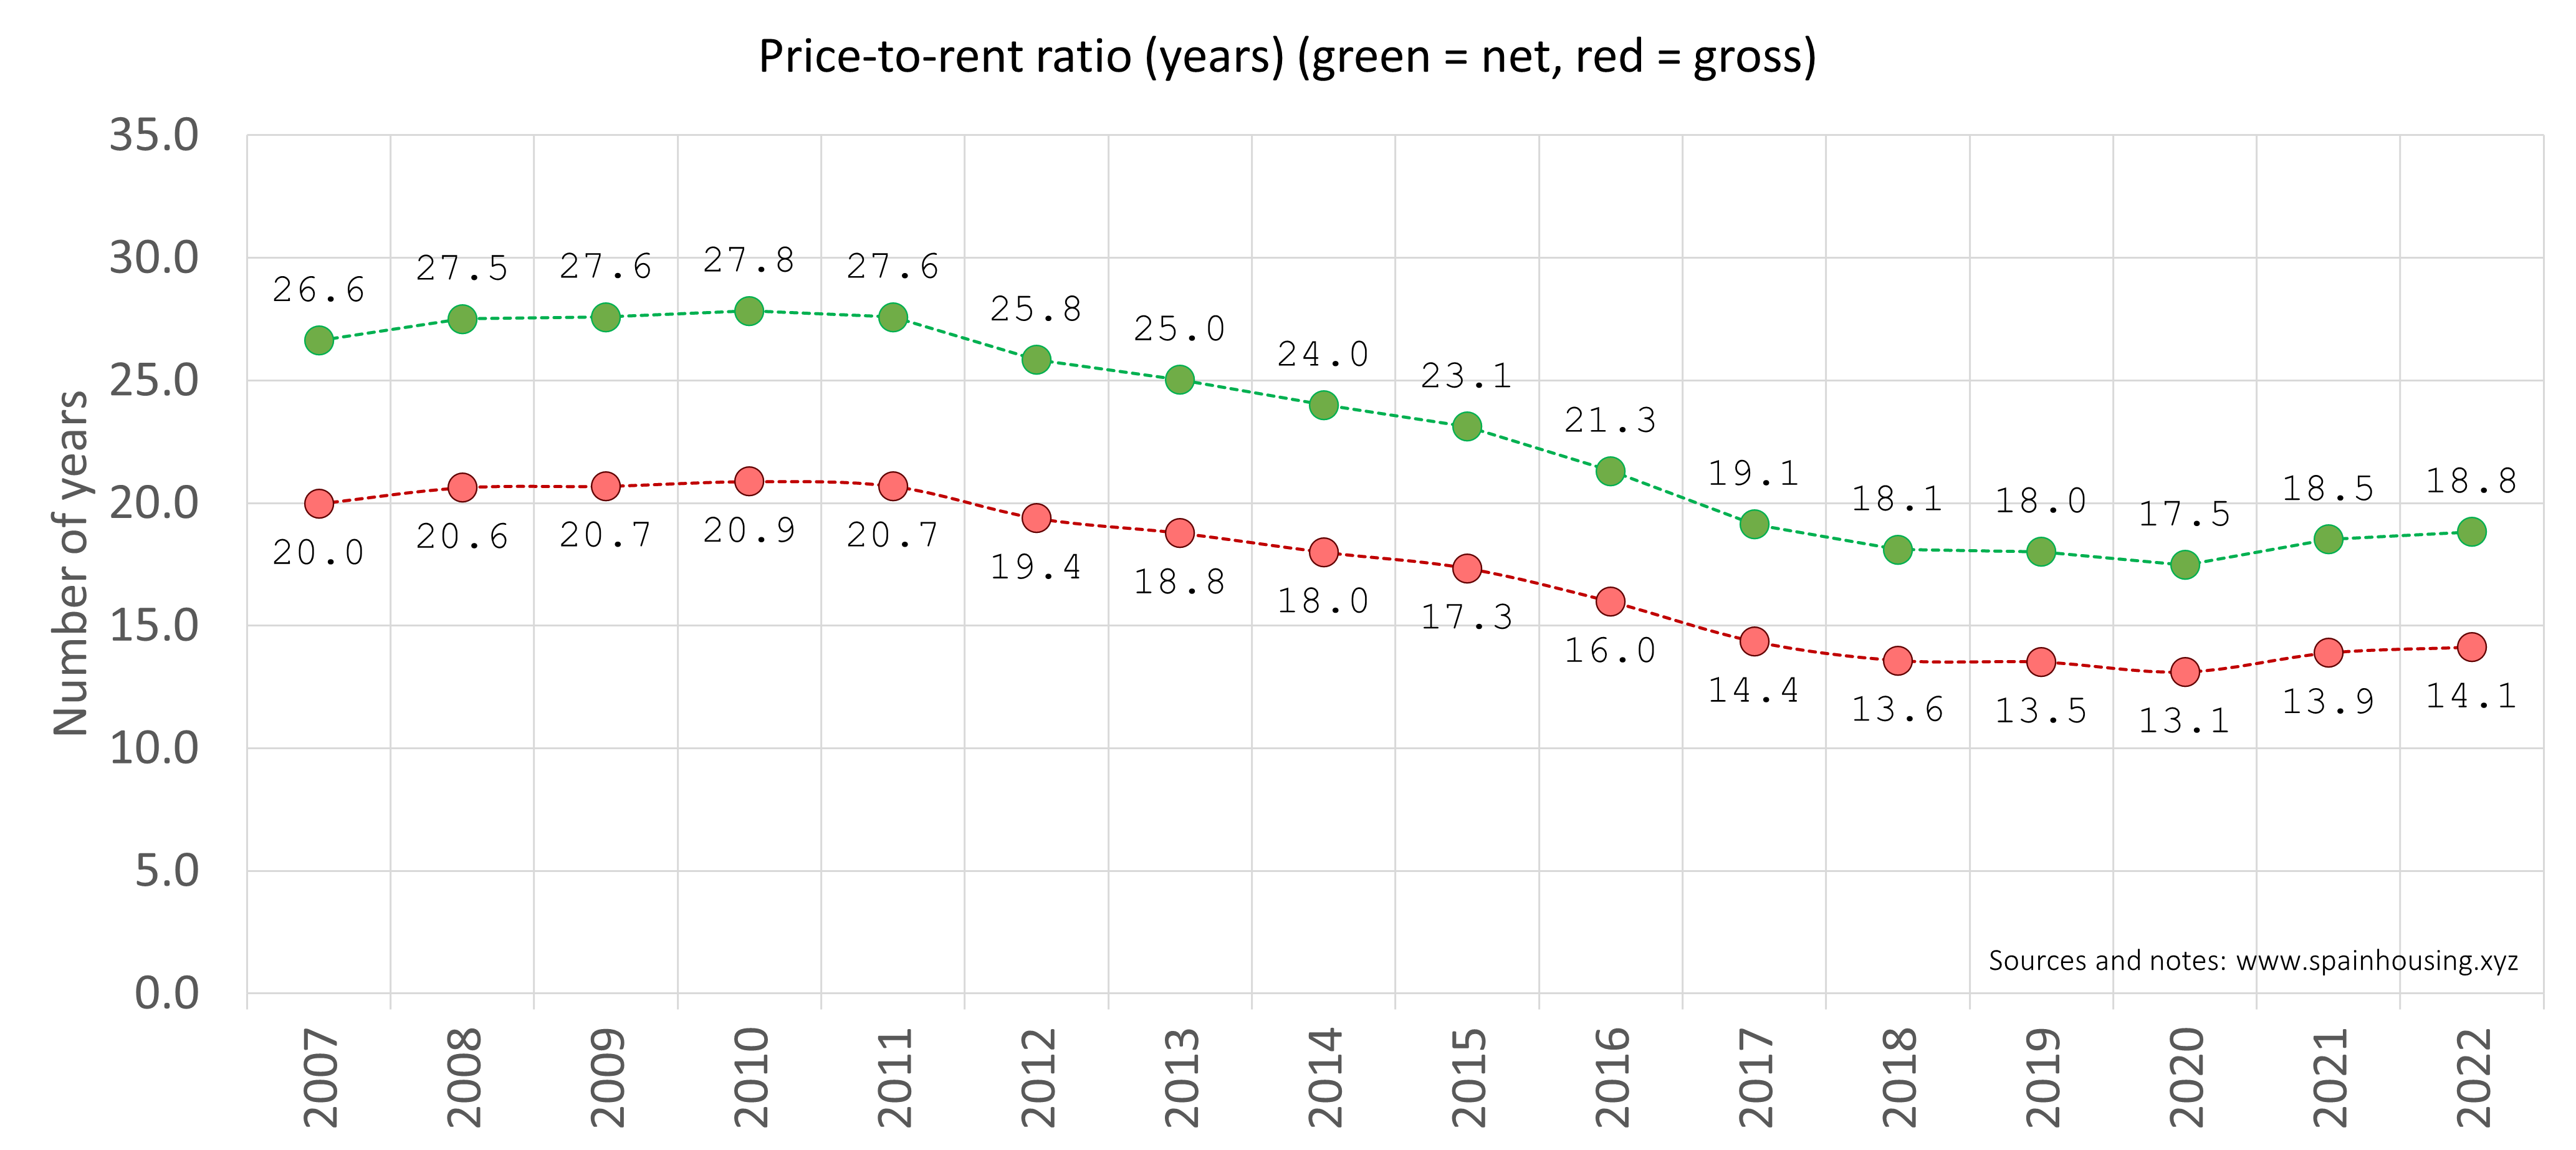 Price-to-rent ratio (years) (green = net, red = gross)
Number of years
35.0
30.0
25.0
20.0
15.0
10.0
5.0
0.0
26.6 27.5 27.6 27.8 27.6 25.8 25.0 24.0 23.1 21.3 19.1 18.1 18.0 17.5 18.5 18.8
20.0 20.6 20.7 20.9 20.7 19.4 18.8 18.0 17.3 16.0 14.4 13.6 13.5 13.1 13.9 14.1
Sources and notes: www.spainhousing.xyz
2007 2008 2009 2010 2011 2012 2013 2014 2015 2016 2017 2018 2019 2020 2021 2022